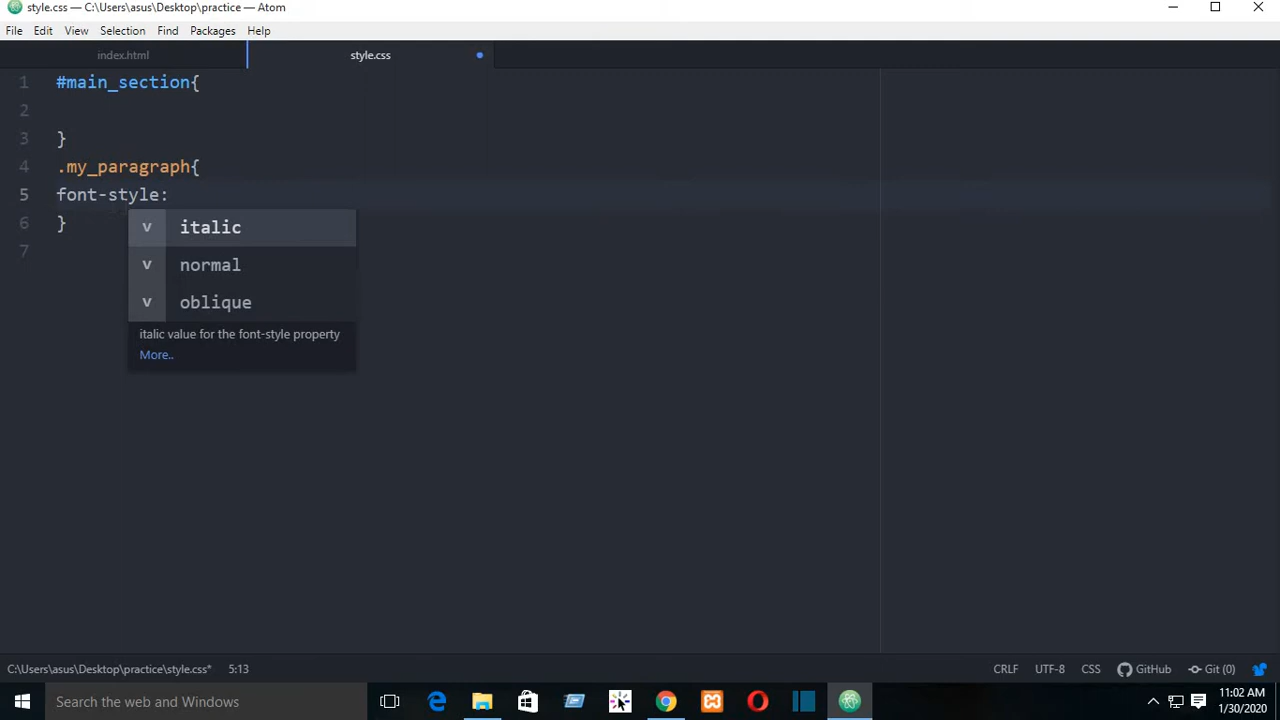 style.css — C:\Users\asus\Desktop\practice — Atom
File Edit View Selection Find Packages Help
index.html style.css
1 #main_section{
2
3 }
4 .my_paragraph{
5 font-style:
6 }
7
v italic
v normal
v oblique
italic value for the font-style property
More..
C:\Users\asus\Desktop\practice\style.css* 5:13 CRLF UTF-8 CSS GitHub Git (0)
Search the web and Windows
11:02 AM
1/30/2020